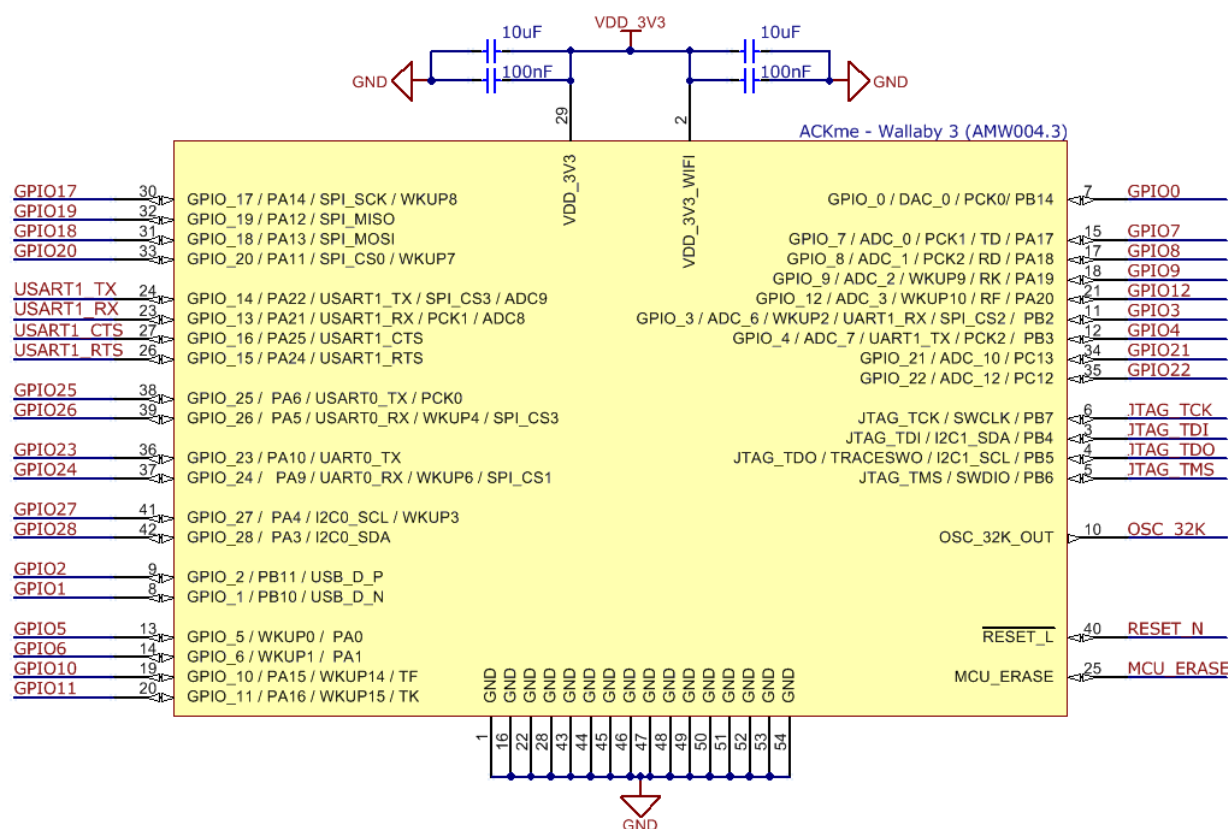 VDD_3V3
10uF 10uF
GND 100nF 100nF GND
29 2
ACKme - Wallaby 3 (AMW004.3)
VDD_3V3 VDD_3V3_WIFI
GPIO17 30 GPIO_17 / PA14 / SPI_SCK / WKUP8
GPIO19 32 GPIO_19 / PA12 / SPI_MISO
GPIO18 31 GPIO_18 / PA13 / SPI_MOSI
GPIO20 33 GPIO_20 / PA11 / SPI_CS0 / WKUP7
USART1_TX 24 GPIO_14 / PA22 / USART1_TX / SPI_CS3 / ADC9
USART1_RX 23 GPIO_13 / PA21 / USART1_RX / PCK1 / ADC8
USART1_CTS 27 GPIO_16 / PA25 / USART1_CTS
USART1_RTS 26 GPIO_15 / PA24 / USART1_RTS
GPIO25 38 GPIO_25 / PA6 / USART0_TX / PCK0
GPIO26 39 GPIO_26 / PA5 / USART0_RX / WKUP4 / SPI_CS3
GPIO23 36 GPIO_23 / PA10 / UART0_TX
GPIO24 37 GPIO_24 / PA9 / UART0_RX / WKUP6 / SPI_CS1
GPIO27 41 GPIO_27 / PA4 / I2C0_SCL / WKUP3
GPIO28 42 GPIO_28 / PA3 / I2C0_SDA
GPIO2 9 GPIO_2 / PB11 / USB_D_P
GPIO1 8 GPIO_1 / PB10 / USB_D_N
GPIO5 13 GPIO_5 / WKUP0 / PA0
GPIO6 14 GPIO_6 / WKUP1 / PA1
GPIO10 19 GPIO_10 / PA15 / WKUP14 / TF
GPIO11 20 GPIO_11 / PA16 / WKUP15 / TK
GPIO_0 / DAC_0 / PCK0/ PB14 7 GPIO0
GPIO_7 / ADC_0 / PCK1 / TD / PA17 15 GPIO7
GPIO_8 / ADC_1 / PCK2 / RD / PA18 17 GPIO8
GPIO_9 / ADC_2 / WKUP9 / RK / PA19 18 GPIO9
GPIO_12 / ADC_3 / WKUP10 / RF / PA20 21 GPIO12
GPIO_3 / ADC_6 / WKUP2 / UART1_RX / SPI_CS2 / PB2 11 GPIO3
GPIO_4 / ADC_7 / UART1_TX / PCK2 / PB3 12 GPIO4
GPIO_21 / ADC_10 / PC13 34 GPIO21
GPIO_22 / ADC_12 / PC12 35 GPIO22
JTAG_TCK / SWCLK / PB7 6 JTAG_TCK
JTAG_TDI / I2C1_SDA / PB4 3 JTAG_TDI
JTAG_TDO / TRACESWO / I2C1_SCL / PB5 4 JTAG_TDO
JTAG_TMS / SWDIO / PB6 5 JTAG_TMS
OSC_32K_OUT 10 OSC_32K
RESET_L 40 RESET_N
MCU_ERASE 25 MCU_ERASE
GND GND GND GND GND GND GND GND GND GND GND GND GND GND GND GND
1 16 22 28 43 44 45 46 47 48 49 50 51 52 53 54
GND